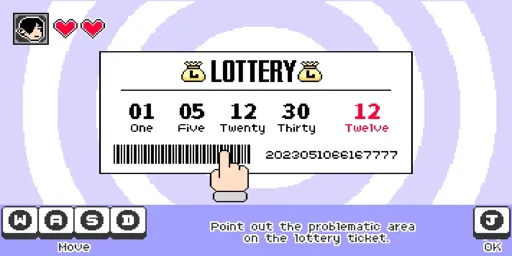 LOTTERY
01 05 12 30 12
One Five Twenty Thirty Twelve
2023051066167777
W A S D
Move
Point out the problematic area
on the lottery ticket.
J
OK